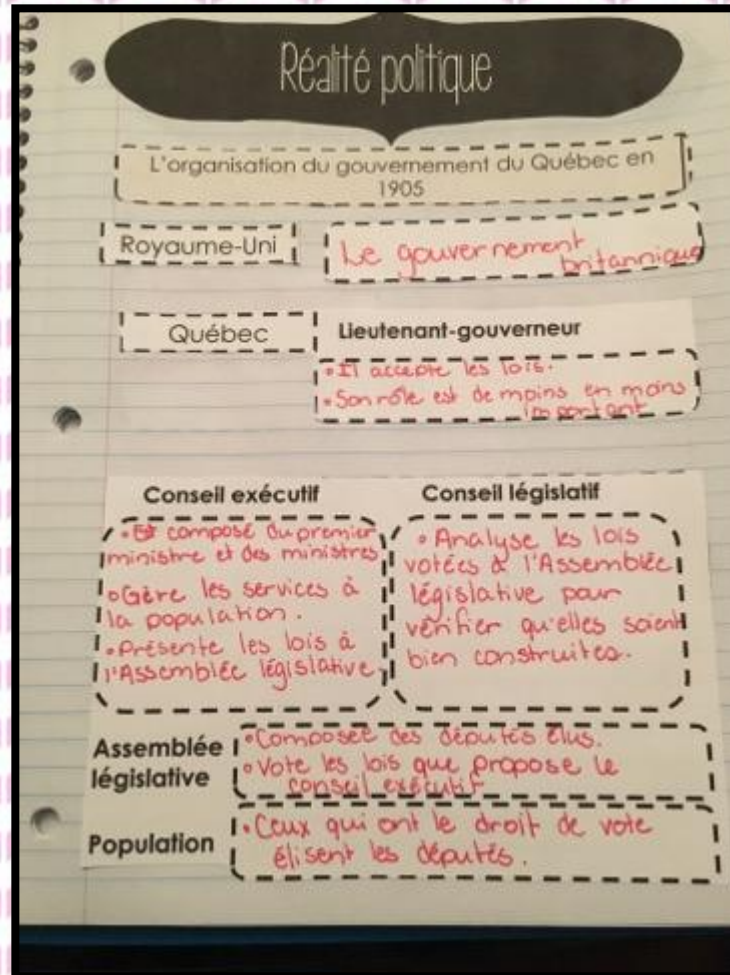 Réalité politique
L'organisation du gouvernement du Québec en
1905
Royaume-Uni
Le gouvernement
britannique
Québec
Lieutenant-gouverneur
• Il accepte les lois.
• Son rôle est de moins en moins
important
Conseil exécutif
• Est composé du premier
ministre et des ministres
• Gère les services à
la population.
• Présente les lois à
l'Assemblée législative
Conseil législatif
• Analyse les lois
votées à l'Assemblée
législative pour
vérifier qu'elles soient
bien construites.
Assemblée
législative
• Composée des députés élus.
• Vote les lois que propose le
conseil exécutif
Population
• Ceux qui ont le droit de vote
élisent les députés.